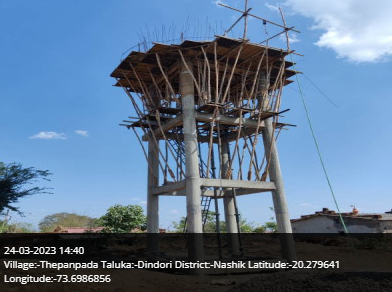 24-03-2023 14:40
Village:-Thepanpada Taluka:-Dindori District:-Nashik Latitude:-20.279641
Longitude:-73.6986856